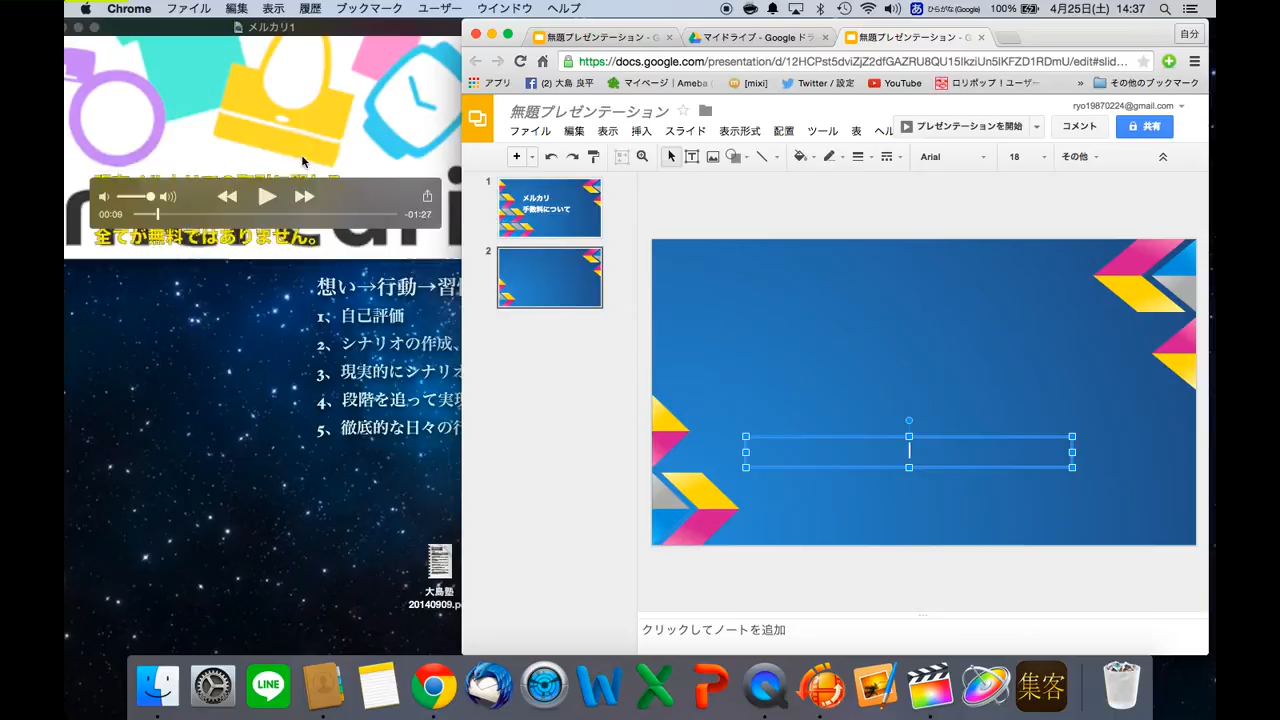 Chrome ファイル 編集 表示 履歴 ブックマーク ユーザー ウインドウ ヘルプ
ひらがな (Google) 100% 4月25日(土) 14:37
メルカリ1
00:06 -01:27
全てが無料ではありません。
想い→行動→習
1、自己評価
2、シナリオの作成、
3、現実的にシナリオ
4、段階を追って実現
5、徹底的な日々の行
大島塾
20140909.p
無題プレゼンテーション - G
マイドライブ - Google ドラ
無題プレゼンテーション - G
自分
https://docs.google.com/presentation/d/12HCPst5dviZjZ2dfGAZRU8QU15IkziUn5IKFZD1RDmU/edit#slid...
アプリ (2) 大島 良平 マイページ | Ameba [mixi] Twitter / 設定 YouTube ロリポップ！ユーザー » その他のブックマーク
無題プレゼンテーション
ryo19870224@gmail.com
ファイル 編集 表示 挿入 スライド 表示形式 配置 ツール 表 ヘル
プレゼンテーションを開始 コメント 共有
Arial 18 その他
1
メルカリ
手数料について
2
クリックしてノートを追加
LINE
集客